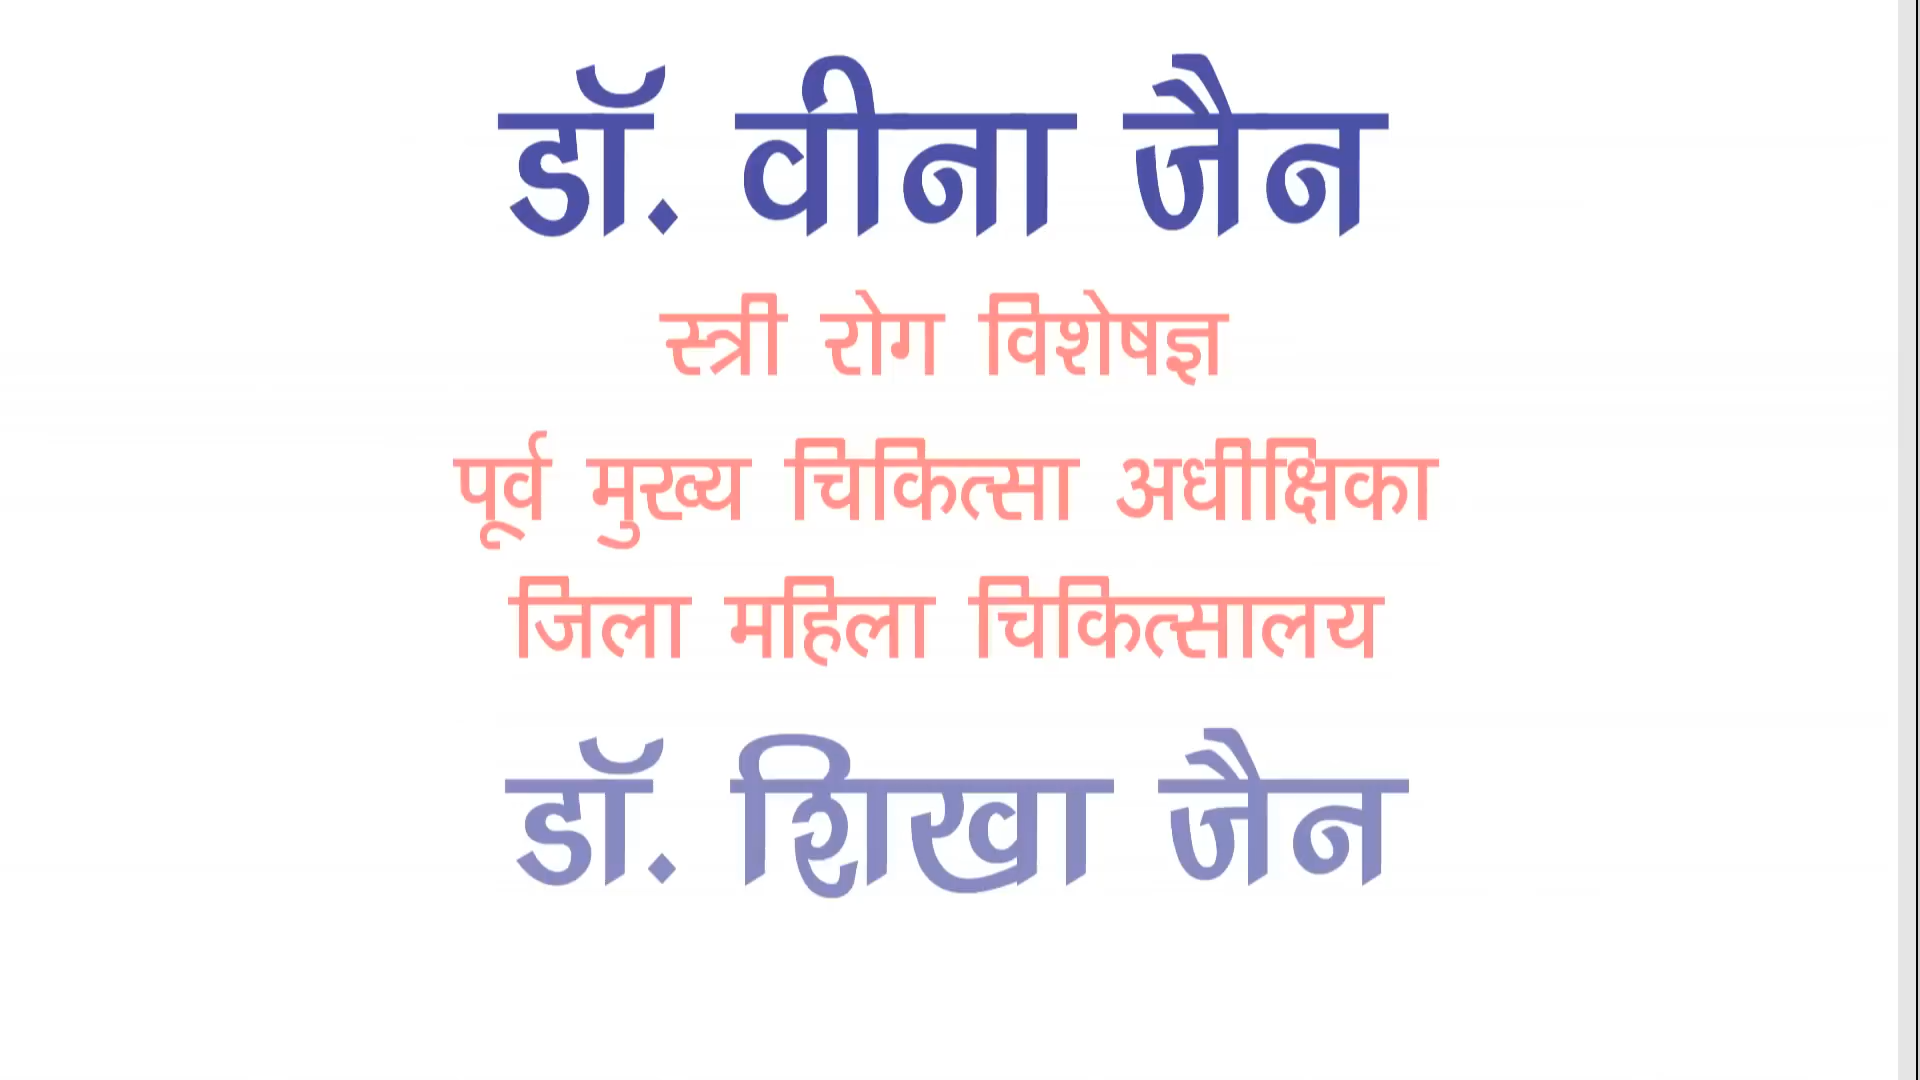 डॉ. वीना जैन
स्त्री रोग विशेषज्ञ
पूर्व मुख्य चिकित्सा अधीक्षिका
जिला महिला चिकित्सालय
डॉ. शिखा जैन